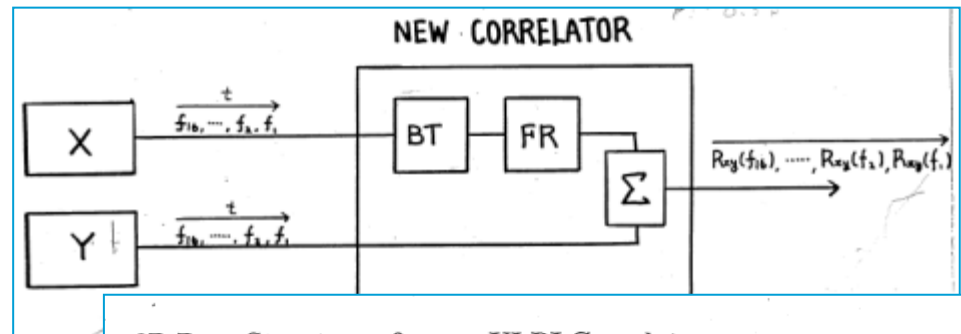 NEW CORRELATOR
X
t
f₁₆, ..., f₂, f₁
BT
FR
Σ
Rxy(f₁₆), ....., Rxy(f₂), Rxy(f₁)
Y
t
f₁₆, ....., f₂, f₁